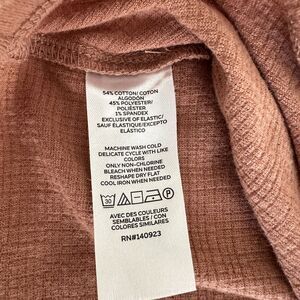 54% COTTON/ COTON
ALGODÓN
45% POLYESTER/
POLIÉSTER
1% SPANDEX
EXCLUSIVE OF ELASTIC/
SAUF ÉLASTIQUE/EXCEPTO
ELÁSTICO
MACHINE WASH COLD
DELICATE CYCLE WITH LIKE
COLORS
ONLY NON-CHLORINE
BLEACH WHEN NEEDED
RESHAPE DRY FLAT
COOL IRON WHEN NEEDED
30 P
AVEC DES COULEURS
SEMBLABLES / CON
COLORES SIMILARES
RN#140923